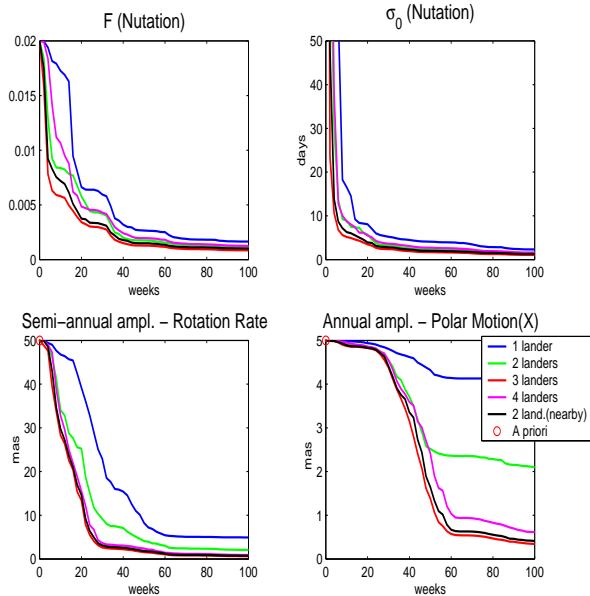 F (Nutation)
0.02
0.015
0.01
0.005
0
0 20 40 60 80 100
weeks
σ0 (Nutation)
50
40
30
20
10
0
days
0 20 40 60 80 100
weeks
Semi−annual ampl. − Rotation Rate
50
40
30
20
10
0
mas
0 20 40 60 80 100
weeks
Annual ampl. − Polar Motion(X)
5
4
3
2
1
0
mas
0 20 40 60 80 100
weeks
1 lander
2 landers
3 landers
4 landers
2 land.(nearby)
A priori